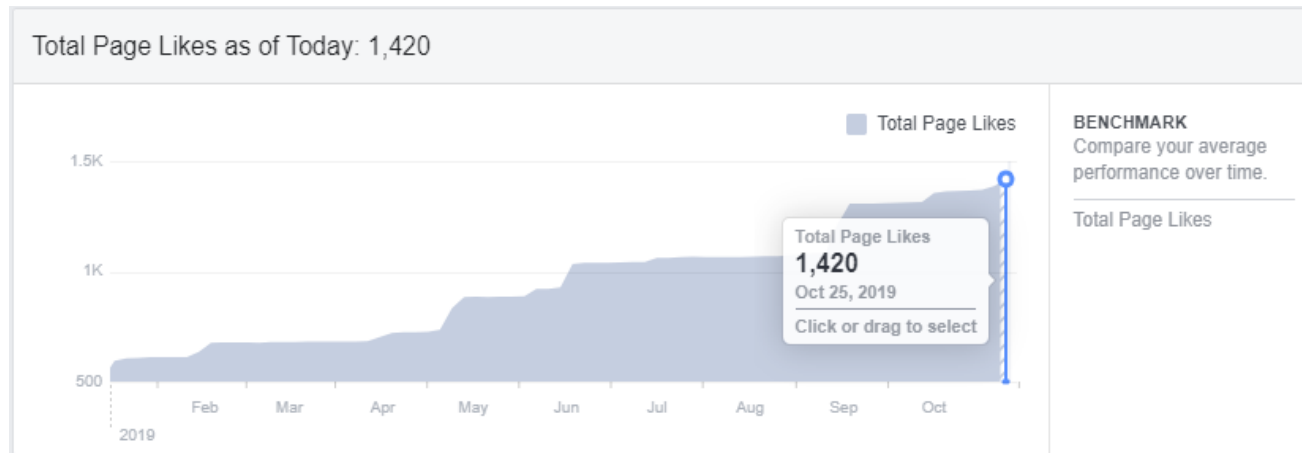 Total Page Likes as of Today: 1,420
Total Page Likes
BENCHMARK
Compare your average
performance over time.
Total Page Likes
1.5K
1K
500
Total Page Likes
1,420
Oct 25, 2019
Click or drag to select
Feb Mar Apr May Jun Jul Aug Sep Oct
2019